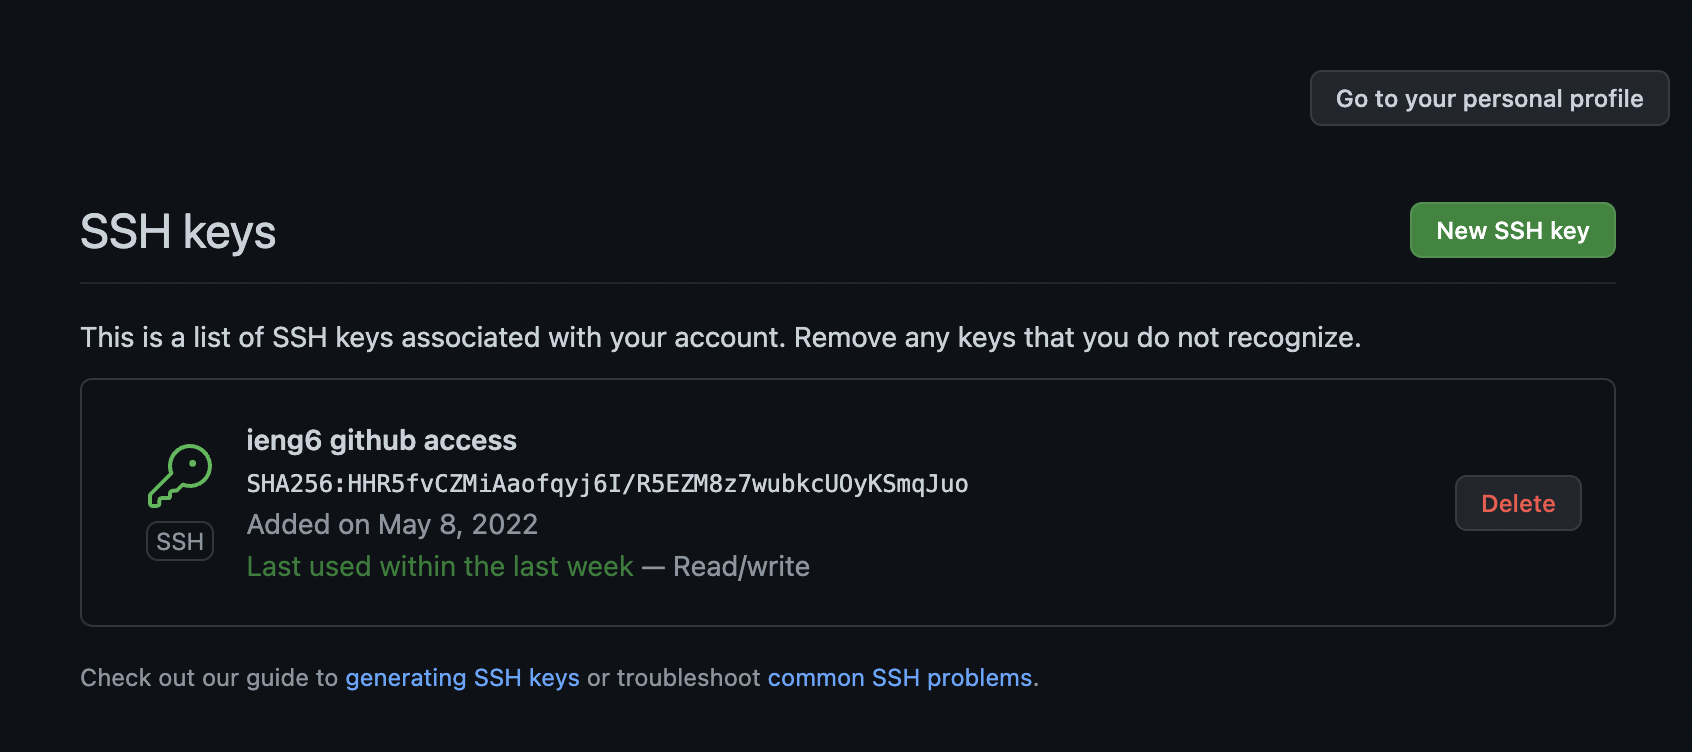 Go to your personal profile
SSH keys
New SSH key
This is a list of SSH keys associated with your account. Remove any keys that you do not recognize.
ieng6 github access
SHA256:HHR5fvCZMiAaofqyj6I/R5EZM8z7wubkcUOyKSmqJuo
Added on May 8, 2022
Last used within the last week — Read/write
SSH
Delete
Check out our guide to generating SSH keys or troubleshoot common SSH problems.